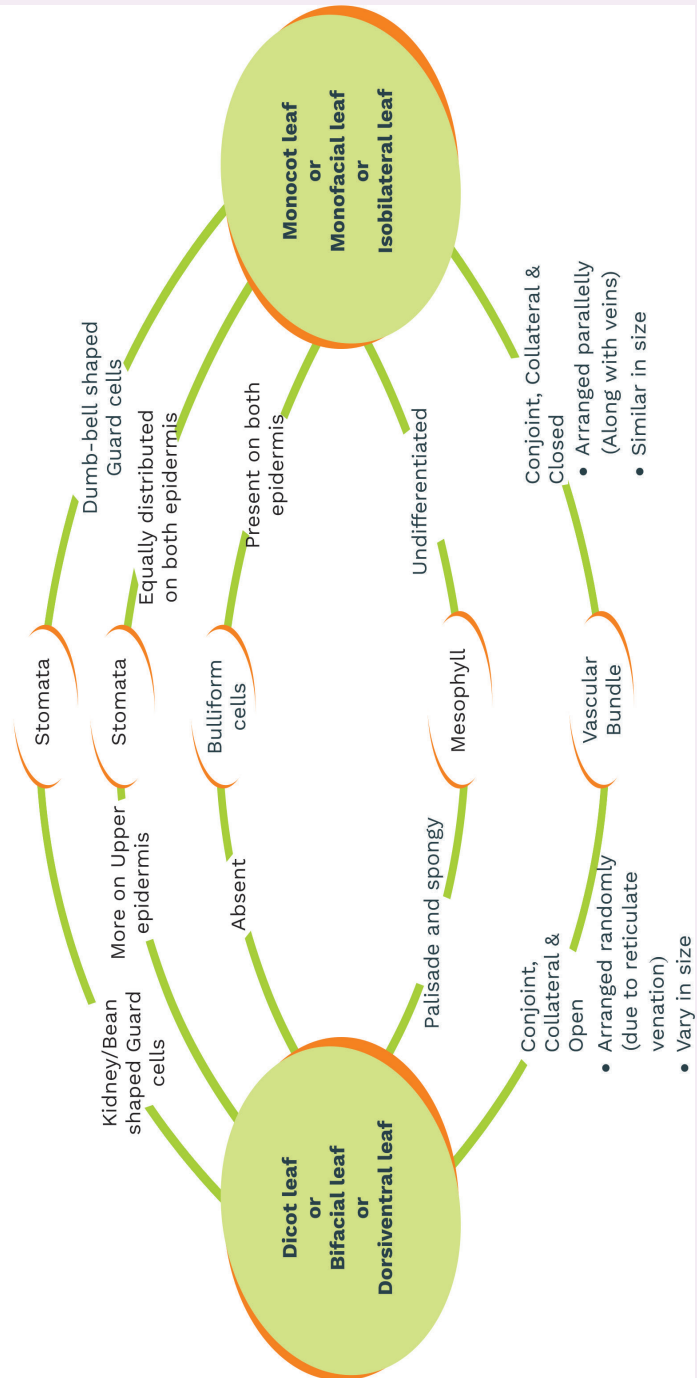 Dicot leaf
or
Bifacial leaf
or
Dorsiventral leaf
Kidney/Bean
shaped Guard
cells
Stomata
Dumb-bell shaped
Guard cells
More on Upper
epidermis
Stomata
Equally distributed
on both epidermis
Absent
Bulliform
cells
Present on both
epidermis
Palisade and spongy
Mesophyll
Undifferentiated
Conjoint,
Collateral &
Open
• Arranged randomly
(due to reticulate
venation)
• Vary in size
Vascular
Bundle
Conjoint, Collateral &
Closed
• Arranged parallelly
(Along with veins)
• Similar in size
Monocot leaf
or
Monofacial leaf
or
Isobilateral leaf